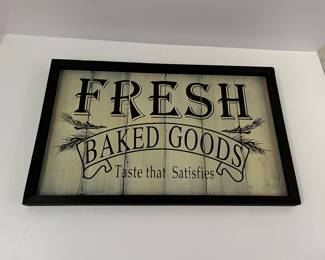 FRESH
BAKED GOODS
Taste that Satisfies